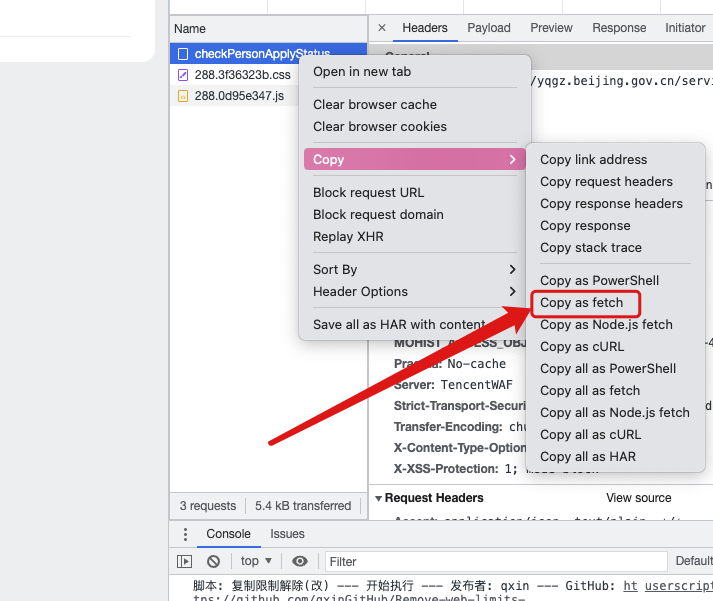 Name
× Headers Payload Preview Response Initiator
checkPersonApplyStatus
288.3f36323b.css
288.0d95e347.js
General
/yqgz.beijing.gov.cn/servi
Open in new tab
Clear browser cache
Clear browser cookies
Copy
Block request URL
Block request domain
Replay XHR
Sort By
Header Options
Save all as HAR with content
Copy link address
Copy request headers
Copy response headers
Copy response
Copy stack trace
Copy as PowerShell
Copy as fetch
Copy as Node.js fetch
Copy as cURL
Copy all as PowerShell
Copy all as fetch
Copy all as Node.js fetch
Copy all as cURL
Copy all as HAR
Pragma: No-cache
Server: TencentWAF
Strict-Transport-Securi
Transfer-Encoding: chu
X-Content-Type-Option
X-XSS-Protection: 1;
Request Headers View source
3 requests 5.4 kB transferred
Console Issues
top Filter Default
脚本: 复制限制解除(改) --- 开始执行 --- 发布者: qxin --- GitHub: ht userscript
tps://github.com/qxinGitHub/Remove-web-limits-